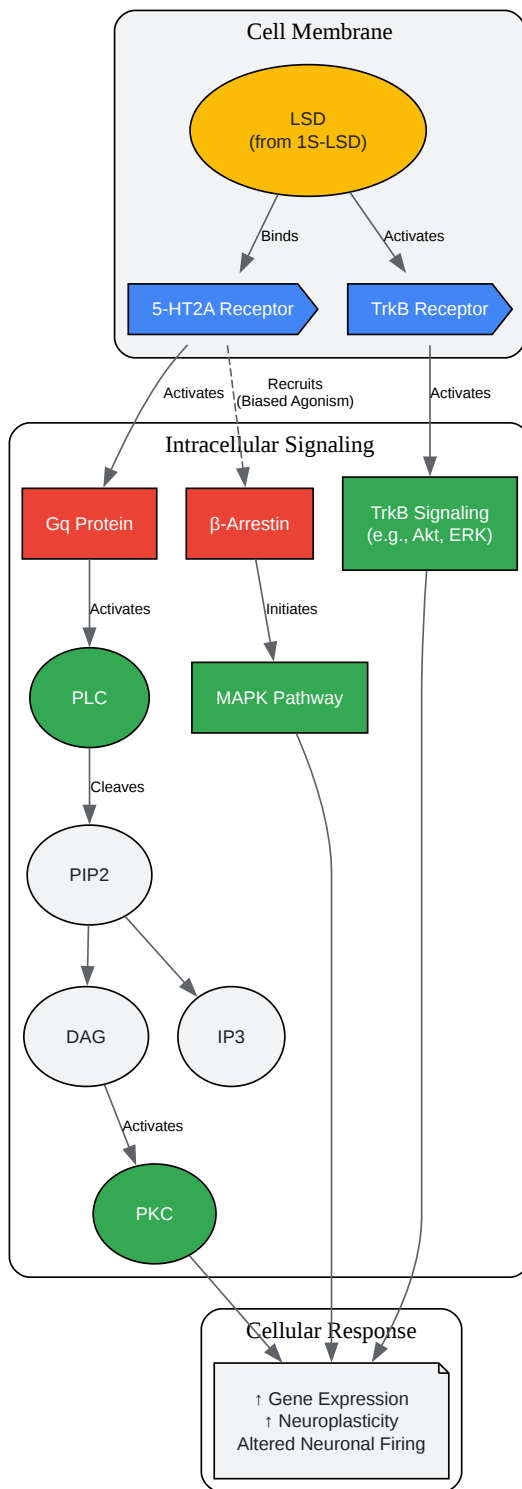 Cell Membrane
LSD
(from 1S-LSD)
Binds
Activates
5-HT2A Receptor
TrkB Receptor
Activates
Recruits
(Biased Agonism)
Activates
Intracellular Signaling
Gq Protein
β-Arrestin
TrkB Signaling
(e.g., Akt, ERK)
Activates
Initiates
PLC
MAPK Pathway
Cleaves
PIP2
DAG
IP3
Activates
PKC
Cellular Response
↑ Gene Expression
↑ Neuroplasticity
Altered Neuronal Firing